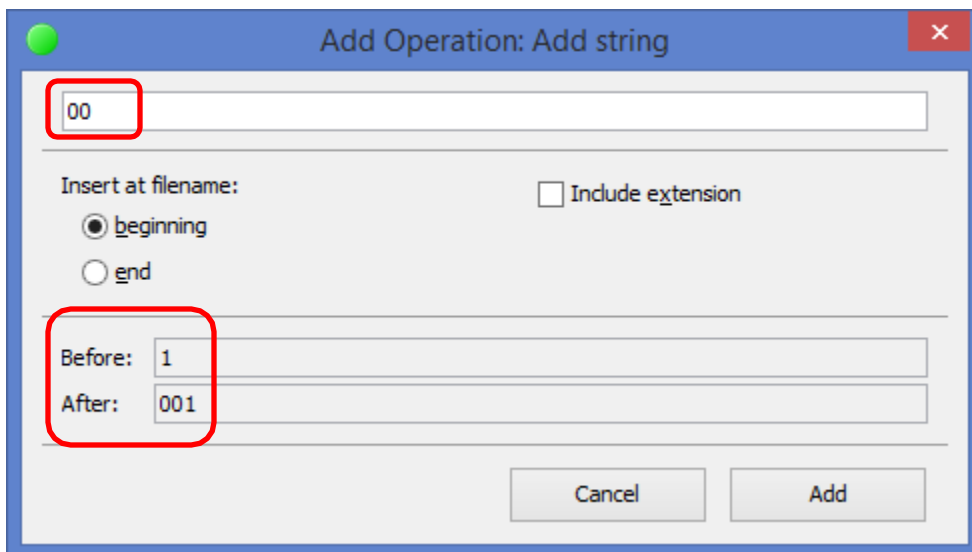 Add Operation: Add string
00
Insert at filename:
Include extension
beginning
end
Before: 1
After: 001
Cancel
Add